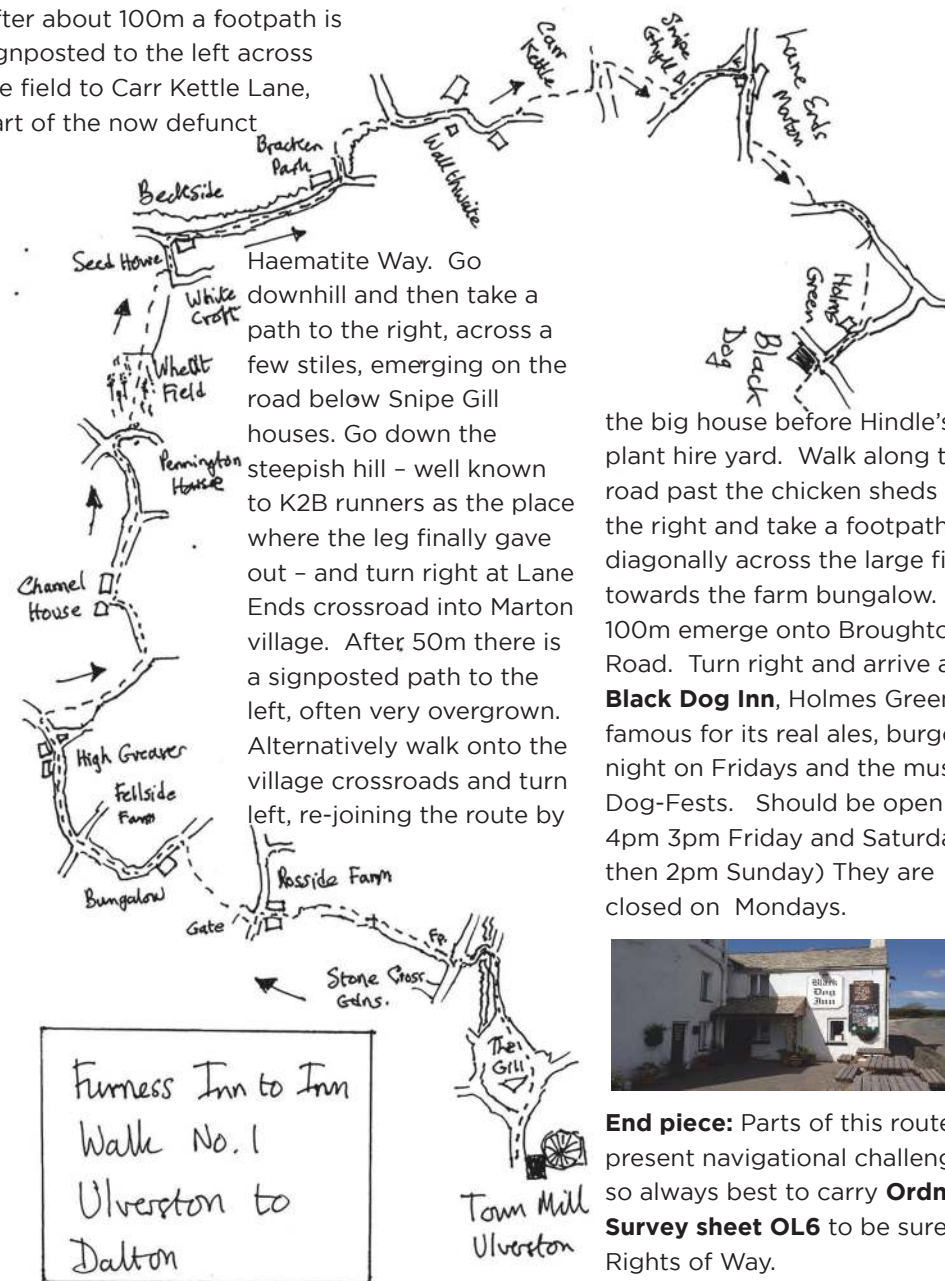 fter about 100m a footpath is
gnposted to the left across
e field to Carr Kettle Lane,
art of the now defunct
Haematite Way. Go
downhill and then take a
path to the right, across a
few stiles, emerging on the
road below Snipe Gill
houses. Go down the
steepish hill – well known
to K2B runners as the place
where the leg finally gave
out – and turn right at Lane
Ends crossroad into Marton
village. After 50m there is
a signposted path to the
left, often very overgrown.
Alternatively walk onto the
village crossroads and turn
left, re-joining the route by
the big house before Hindle's
plant hire yard. Walk along t
road past the chicken sheds
the right and take a footpath
diagonally across the large fi
towards the farm bungalow.
100m emerge onto Broughto
Road. Turn right and arrive a
Black Dog Inn, Holmes Green
famous for its real ales, burge
night on Fridays and the mus
Dog-Fests. Should be open
4pm 3pm Friday and Saturda
then 2pm Sunday) They are
closed on Mondays.
Black
Dog
Inn
End piece: Parts of this route
present navigational challeng
so always best to carry Ordn
Survey sheet OL6 to be sure
Rights of Way.
Carr
Kettle
Snipe
Ghyll
Lane Ends
Marton
Bracken
Park
Wallthwaite
Beckside
Seed House
White
Croft
Wheat
Field
Pennington
House
Holme
Green
Black
Dog
Chamel
House
High Greaves
Fellside
Farm
Bungalow
Gate
Rosside Farm
Fp.
Stone Cross
Gdns.
The
Gill
Town Mill
Ulverston
Furness Inn to Inn
Walk No. 1
Ulverston to
Dalton